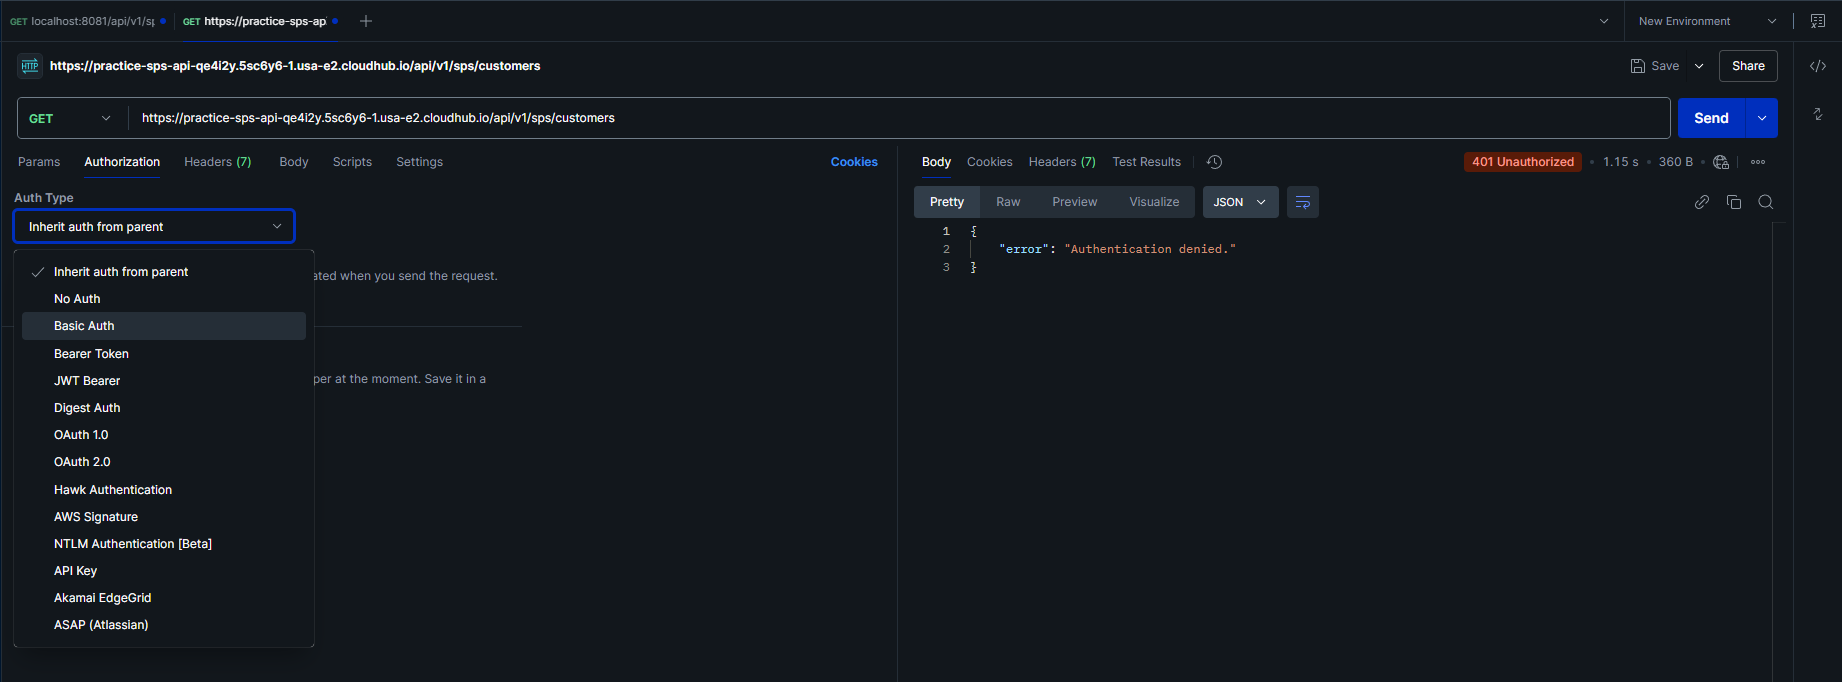 GET localhost:8081/api/v1/sp
GET https://practice-sps-ap
New Environment
HTTP https://practice-sps-api-qe4i2y.5sc6y6-1.usa-e2.cloudhub.io/api/v1/sps/customers
Save
Share
GET
https://practice-sps-api-qe4i2y.5sc6y6-1.usa-e2.cloudhub.io/api/v1/sps/customers
Send
Params Authorization Headers (7) Body Scripts Settings Cookies
Auth Type
Inherit auth from parent
Inherit auth from parent
No Auth
Basic Auth
Bearer Token
JWT Bearer
Digest Auth
OAuth 1.0
OAuth 2.0
Hawk Authentication
AWS Signature
NTLM Authentication [Beta]
API Key
Akamai EdgeGrid
ASAP (Atlassian)
ated when you send the request.
per at the moment. Save it in a
Body Cookies Headers (7) Test Results
401 Unauthorized • 1.15 s • 360 B •
Pretty Raw Preview Visualize JSON
1 {
2 "error": "Authentication denied."
3 }